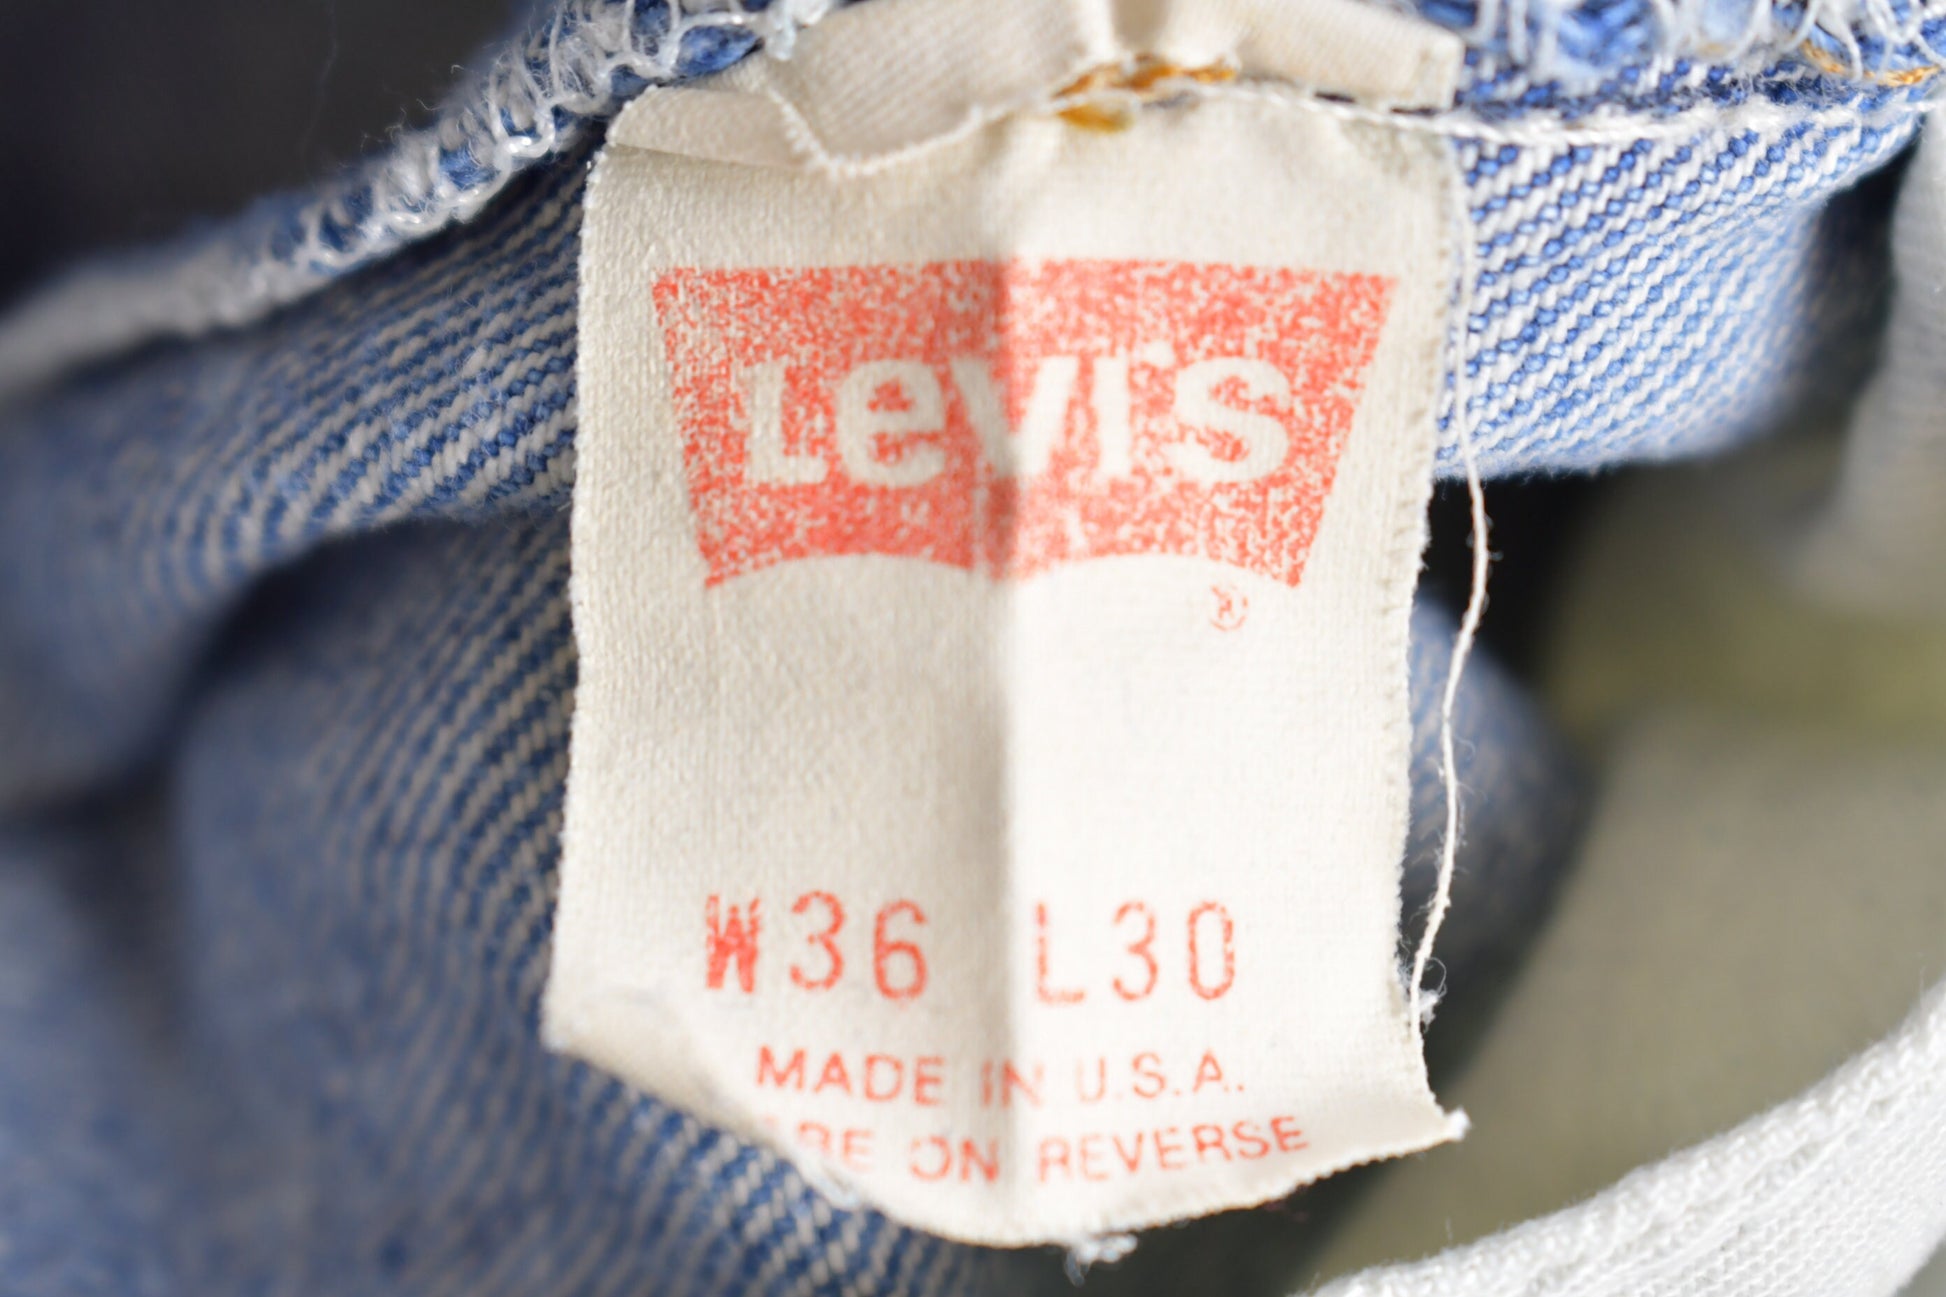 Levi's
®
W36 L30
MADE IN U.S.A.
ON REVERSE